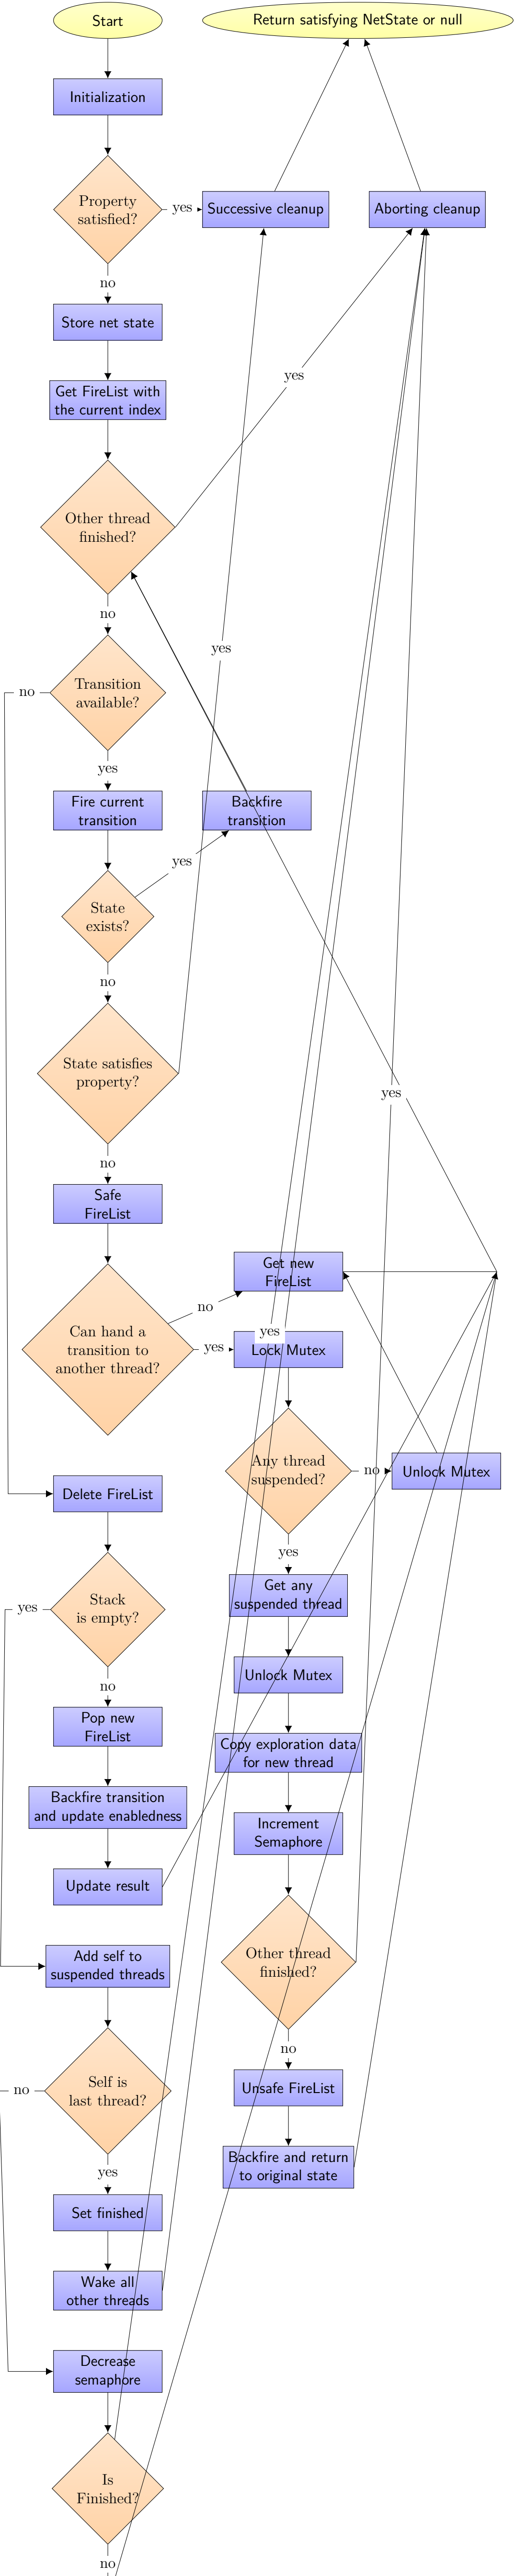 Start
Return satisfying NetState or null
Initialization
Property
satisfied?
yes
Successive cleanup
Aborting cleanup
no
Store net state
yes
Get FireList with
the current index
Other thread
finished?
no
yes
Transition
available?
no
yes
Fire current
transition
Backfire
transition
yes
State
exists?
no
State satisfies
property?
yes
no
Safe
FireList
Get new
FireList
no
Can hand a
transition to
another thread?
yes
yes
Lock Mutex
Any thread
suspended?
no
Unlock Mutex
Delete FireList
yes
Stack
is empty?
yes
Get any
suspended thread
no
Unlock Mutex
Pop new
FireList
Copy exploration data
for new thread
Backfire transition
and update enabledness
Increment
Semaphore
Update result
Other thread
finished?
Add self to
suspended threads
no
Self is
last thread?
no
Unsafe FireList
yes
Backfire and return
to original state
Set finished
Wake all
other threads
Decrease
semaphore
Is
Finished?
no